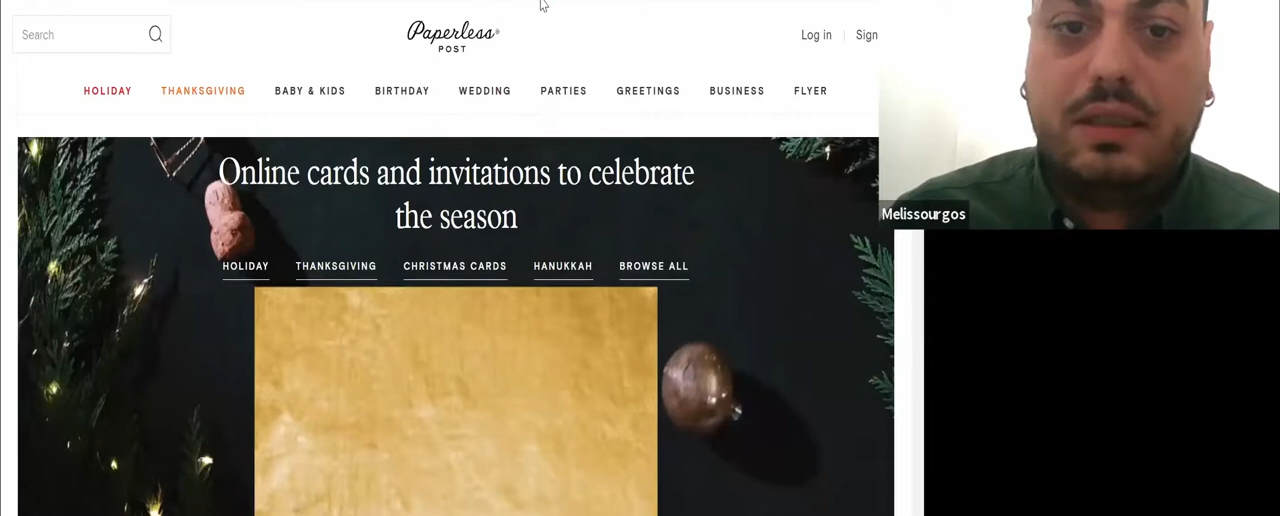 Search
Paperless
POST
Log in
Sign
HOLIDAY THANKSGIVING BABY & KIDS BIRTHDAY WEDDING PARTIES GREETINGS BUSINESS FLYER
Online cards and invitations to celebrate
the season
HOLIDAY THANKSGIVING CHRISTMAS CARDS HANUKKAH BROWSE ALL
Melissourgos